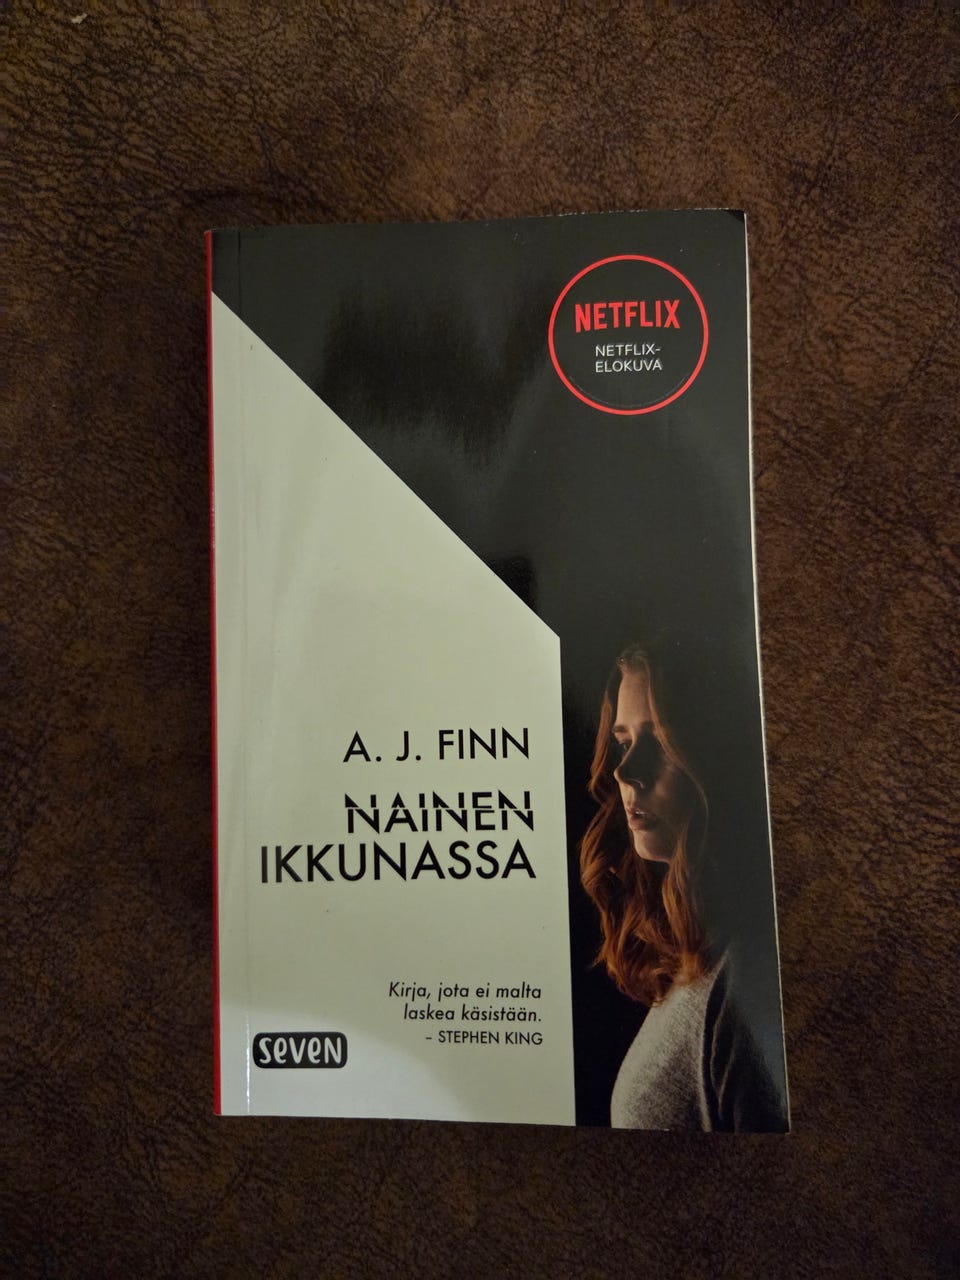 NETFLIX
NETFLIX-
ELOKUVA
A. J. FINN
NAINEN
IKKUNASSA
Kirja, jota ei malta
laskea käsistään.
– STEPHEN KING
SEVEN